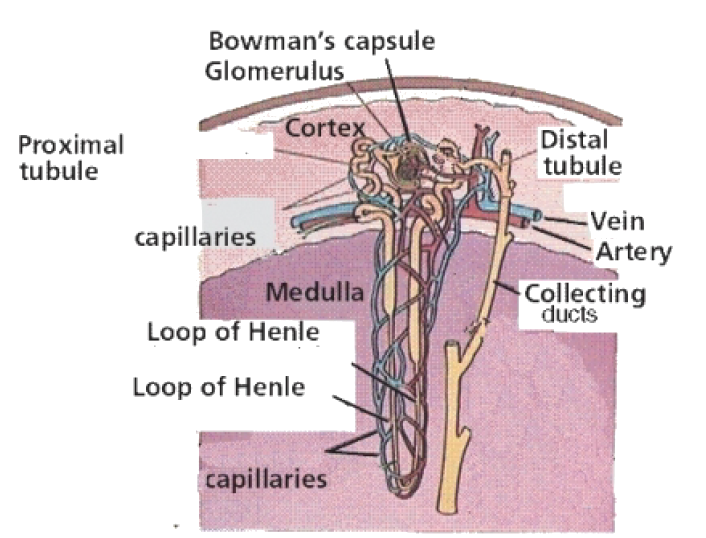 Bowman's capsule
Glomerulus
Cortex
Proximal
tubule
Distal
tubule
capillaries
Vein
Artery
Medulla
Collecting
ducts
Loop of Henle
Loop of Henle
capillaries